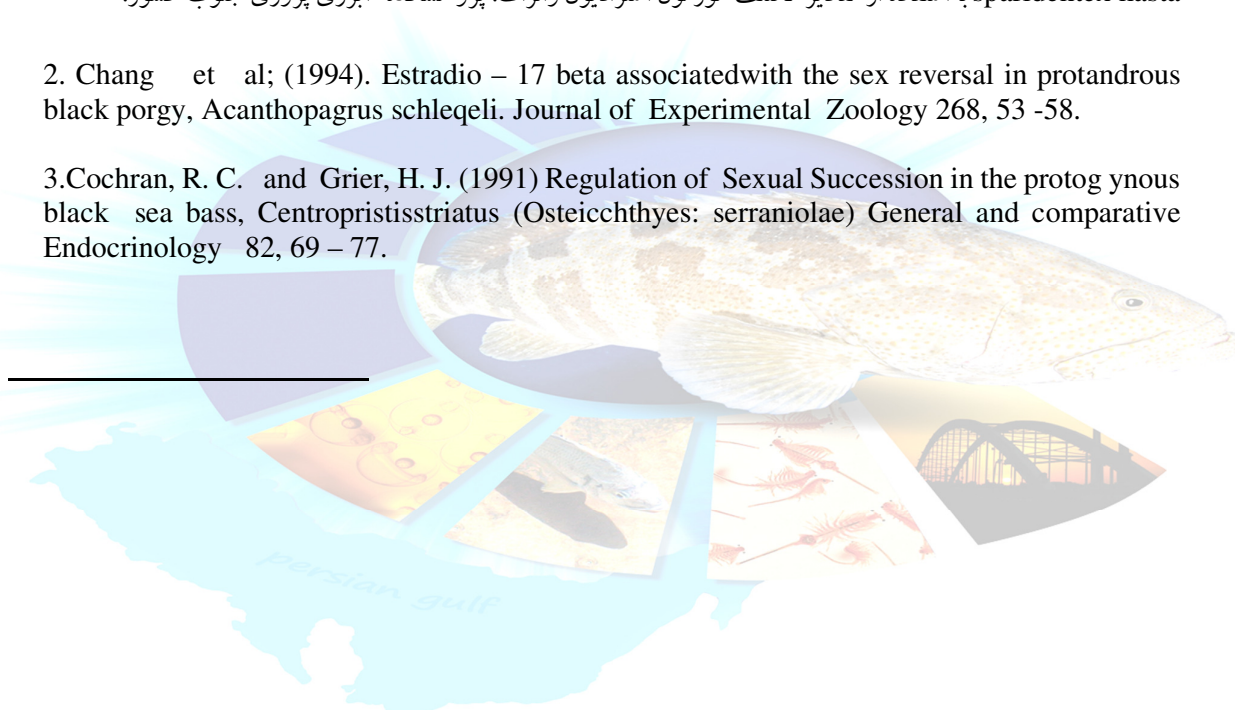 sparidentex hasta
2. Chang et al; (1994). Estradio – 17 beta associatedwith the sex reversal in protandrous
black porgy, Acanthopagrus schleqeli. Journal of Experimental Zoology 268, 53 -58.
3.Cochran, R. C. and Grier, H. J. (1991) Regulation of Sexual Succession in the protog ynous
black sea bass, Centropristisstriatus (Osteicchthyes: serraniolae) General and comparative
Endocrinology 82, 69 – 77.
persian gulf